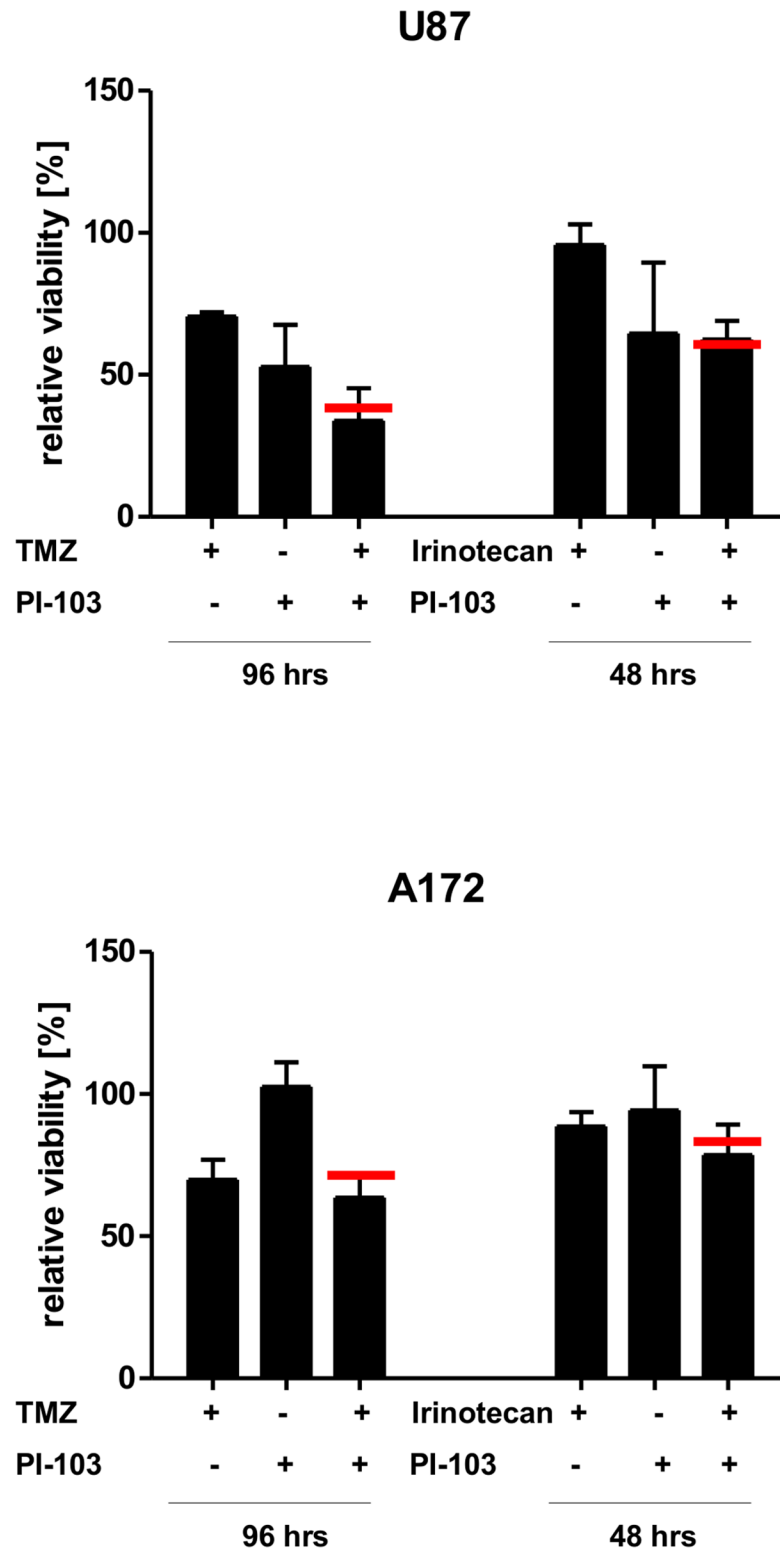 U87
relative viability [%]
150
100
50
0
TMZ + - + Irinotecan + - +
PI-103 - + + PI-103 - + +
96 hrs 48 hrs
A172
relative viability [%]
150
100
50
0
TMZ + - + Irinotecan + - +
PI-103 - + + PI-103 - + +
96 hrs 48 hrs